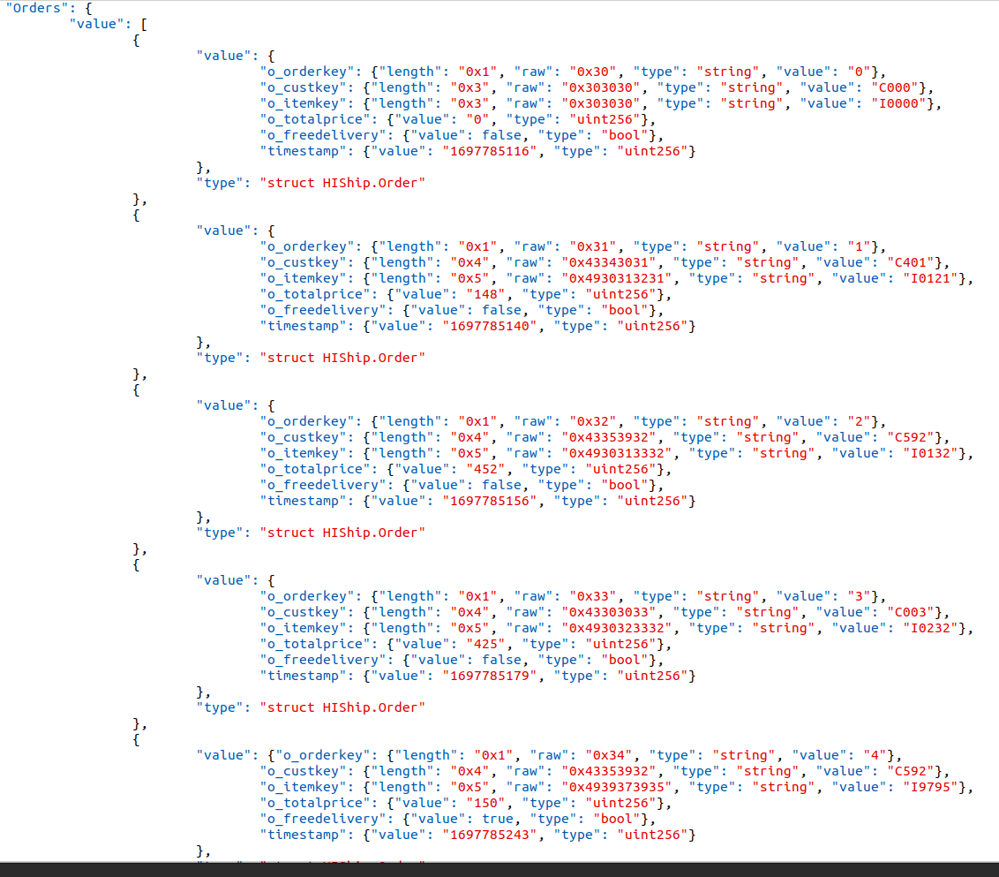 "Orders": {
"value": [
{
"value": {
"o_orderkey": {"length": "0x1", "raw": "0x30", "type": "string", "value": "0"},
"o_custkey": {"length": "0x3", "raw": "0x303030", "type": "string", "value": "C000"},
"o_itemkey": {"length": "0x3", "raw": "0x303030", "type": "string", "value": "I0000"},
"o_totalprice": {"value": "0", "type": "uint256"},
"o_freedelivery": {"value": false, "type": "bool"},
"timestamp": {"value": "1697785116", "type": "uint256"}
},
"type": "struct HIShip.Order"
},
{
"value": {
"o_orderkey": {"length": "0x1", "raw": "0x31", "type": "string", "value": "1"},
"o_custkey": {"length": "0x4", "raw": "0x43343031", "type": "string", "value": "C401"},
"o_itemkey": {"length": "0x5", "raw": "0x4930313231", "type": "string", "value": "I0121"},
"o_totalprice": {"value": "148", "type": "uint256"},
"o_freedelivery": {"value": false, "type": "bool"},
"timestamp": {"value": "1697785140", "type": "uint256"}
},
"type": "struct HIShip.Order"
},
{
"value": {
"o_orderkey": {"length": "0x1", "raw": "0x32", "type": "string", "value": "2"},
"o_custkey": {"length": "0x4", "raw": "0x43353932", "type": "string", "value": "C592"},
"o_itemkey": {"length": "0x5", "raw": "0x4930313332", "type": "string", "value": "I0132"},
"o_totalprice": {"value": "452", "type": "uint256"},
"o_freedelivery": {"value": false, "type": "bool"},
"timestamp": {"value": "1697785156", "type": "uint256"}
},
"type": "struct HIShip.Order"
},
{
"value": {
"o_orderkey": {"length": "0x1", "raw": "0x33", "type": "string", "value": "3"},
"o_custkey": {"length": "0x4", "raw": "0x43303033", "type": "string", "value": "C003"},
"o_itemkey": {"length": "0x5", "raw": "0x4930323332", "type": "string", "value": "I0232"},
"o_totalprice": {"value": "425", "type": "uint256"},
"o_freedelivery": {"value": false, "type": "bool"},
"timestamp": {"value": "1697785179", "type": "uint256"}
},
"type": "struct HIShip.Order"
},
{
"value": {"o_orderkey": {"length": "0x1", "raw": "0x34", "type": "string", "value": "4"},
"o_custkey": {"length": "0x4", "raw": "0x43353932", "type": "string", "value": "C592"},
"o_itemkey": {"length": "0x5", "raw": "0x4939373935", "type": "string", "value": "I9795"},
"o_totalprice": {"value": "150", "type": "uint256"},
"o_freedelivery": {"value": true, "type": "bool"},
"timestamp": {"value": "1697785243", "type": "uint256"}
},